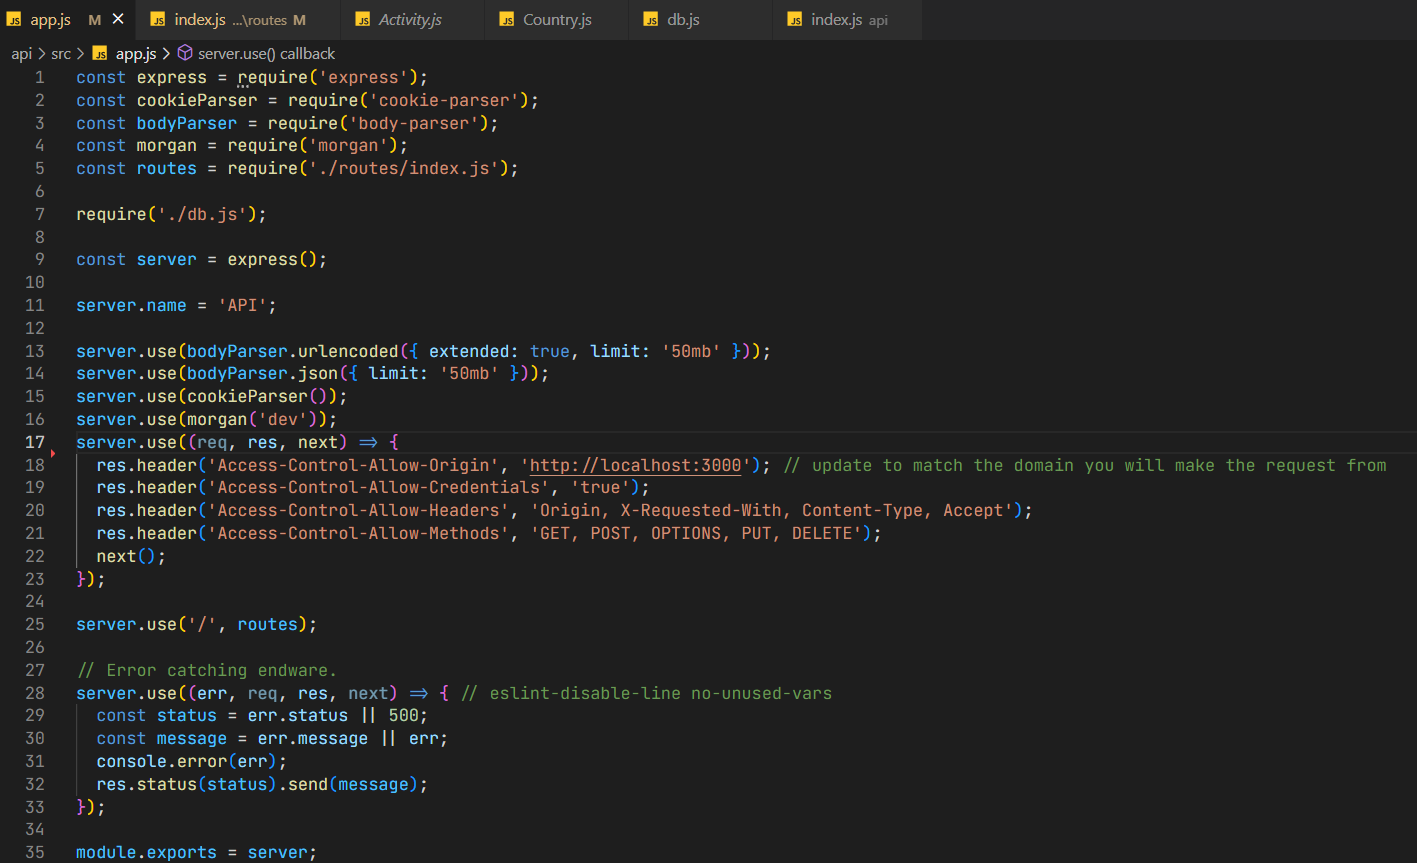 JS app.js M × JS index.js ...\routes M JS Activity.js JS Country.js JS db.js JS index.js api
api > src > JS app.js > server.use() callback
1 const express = require('express');
2 const cookieParser = require('cookie-parser');
3 const bodyParser = require('body-parser');
4 const morgan = require('morgan');
5 const routes = require('./routes/index.js');
6
7 require('./db.js');
8
9 const server = express();
10
11 server.name = 'API';
12
13 server.use(bodyParser.urlencoded({ extended: true, limit: '50mb' }));
14 server.use(bodyParser.json({ limit: '50mb' }));
15 server.use(cookieParser());
16 server.use(morgan('dev'));
17 server.use((req, res, next) => {
18   res.header('Access-Control-Allow-Origin', 'http://localhost:3000'); // update to match the domain you will make the request from
19   res.header('Access-Control-Allow-Credentials', 'true');
20   res.header('Access-Control-Allow-Headers', 'Origin, X-Requested-With, Content-Type, Accept');
21   res.header('Access-Control-Allow-Methods', 'GET, POST, OPTIONS, PUT, DELETE');
22   next();
23 });
24
25 server.use('/', routes);
26
27 // Error catching endware.
28 server.use((err, req, res, next) => { // eslint-disable-line no-unused-vars
29   const status = err.status || 500;
30   const message = err.message || err;
31   console.error(err);
32   res.status(status).send(message);
33 });
34
35 module.exports = server;